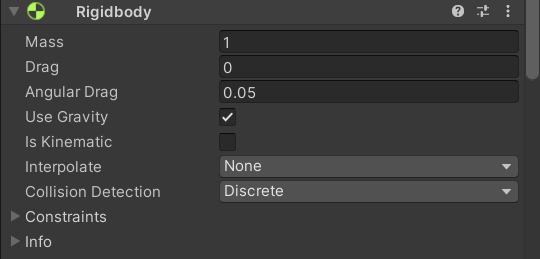 Rigidbody
Mass 1
Drag 0
Angular Drag 0.05
Use Gravity
Is Kinematic
Interpolate None
Collision Detection Discrete
Constraints
Info